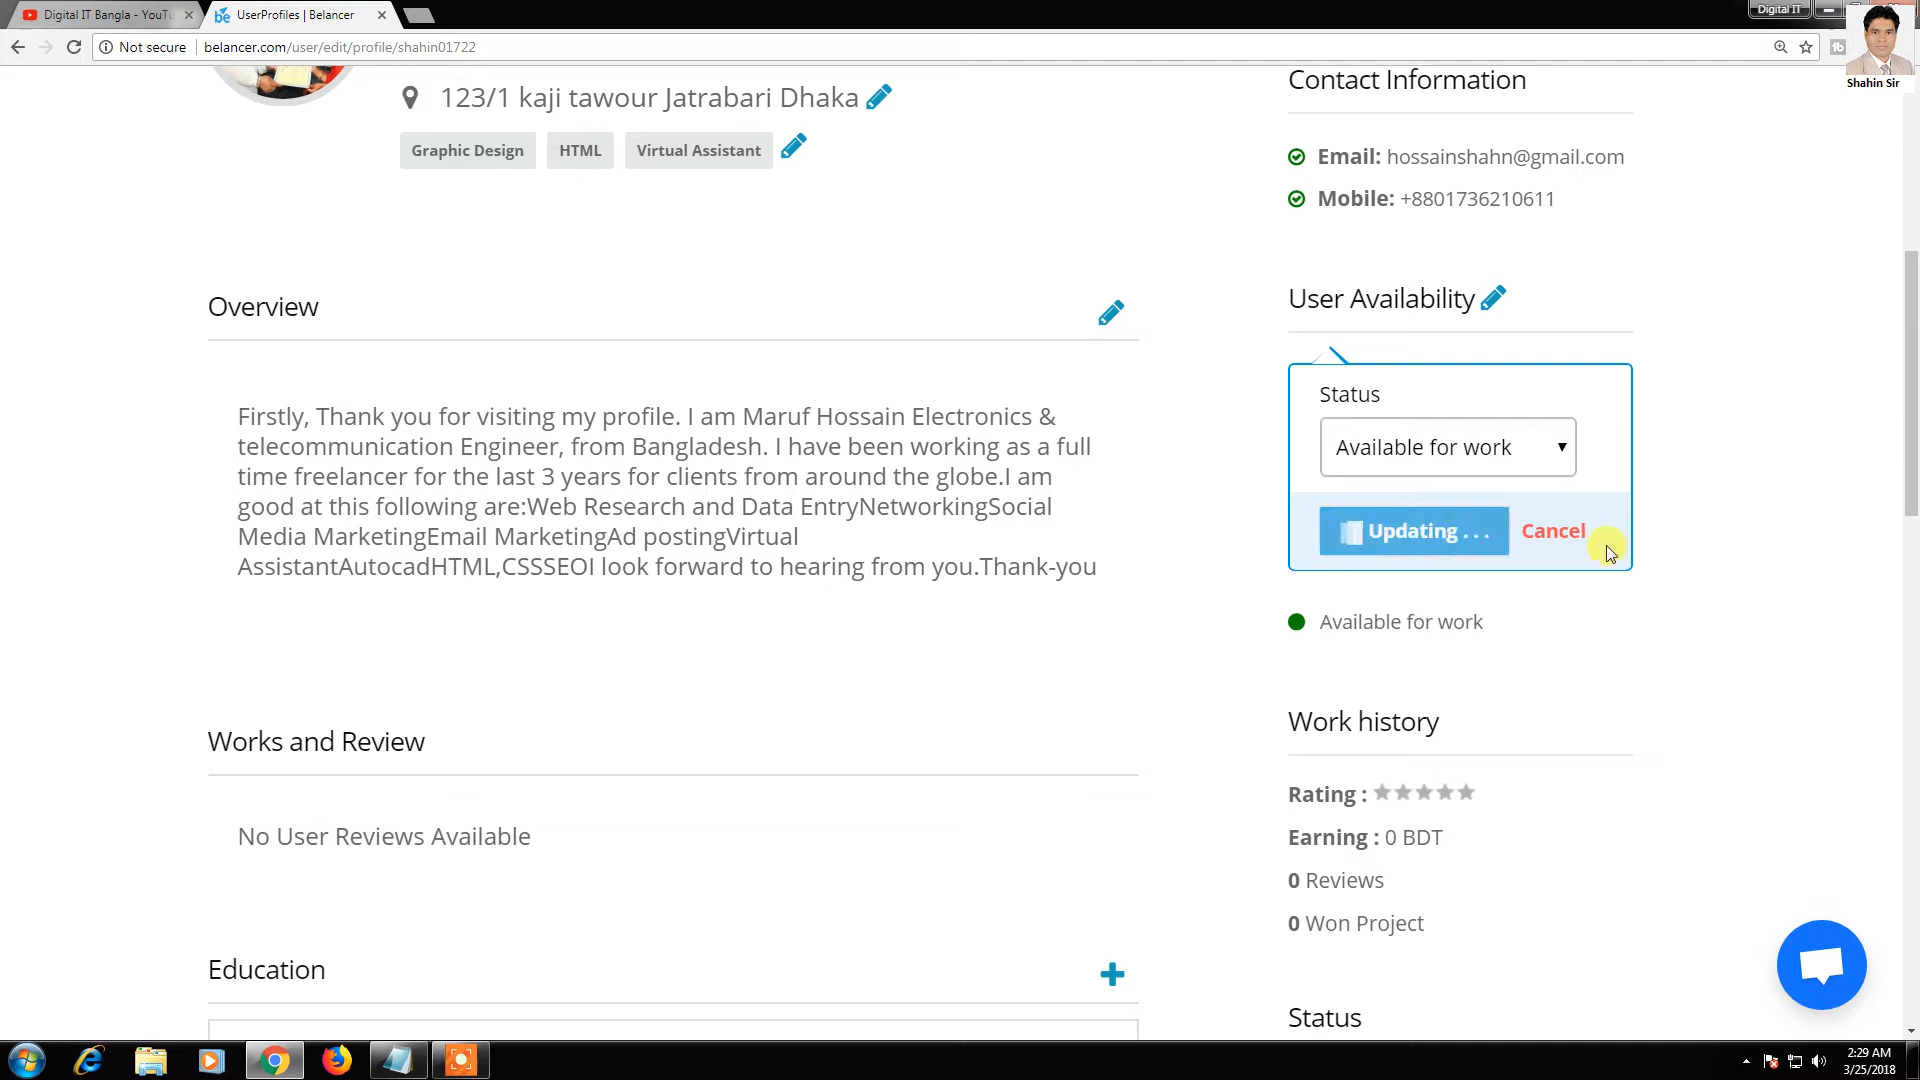 Digital IT Bangla - YouTu
UserProfiles | Belancer
Digital IT
Not secure
belancer.com/user/edit/profile/shahin01722
Shahin Sir
123/1 kaji tawour Jatrabari Dhaka
Graphic Design
HTML
Virtual Assistant
Overview
Firstly, Thank you for visiting my profile. I am Maruf Hossain Electronics &
telecommunication Engineer, from Bangladesh. I have been working as a full
time freelancer for the last 3 years for clients from around the globe.I am
good at this following are:Web Research and Data EntryNetworkingSocial
Media MarketingEmail MarketingAd postingVirtual
AssistantAutocadHTML,CSSSEOI look forward to hearing from you.Thank-you
Works and Review
No User Reviews Available
Education
Contact Information
Email: hossainshahn@gmail.com
Mobile: +8801736210611
User Availability
Status
Available for work
Updating . . .
Cancel
Available for work
Work history
Rating :
Earning : 0 BDT
0 Reviews
0 Won Project
Status
2:29 AM
3/25/2018